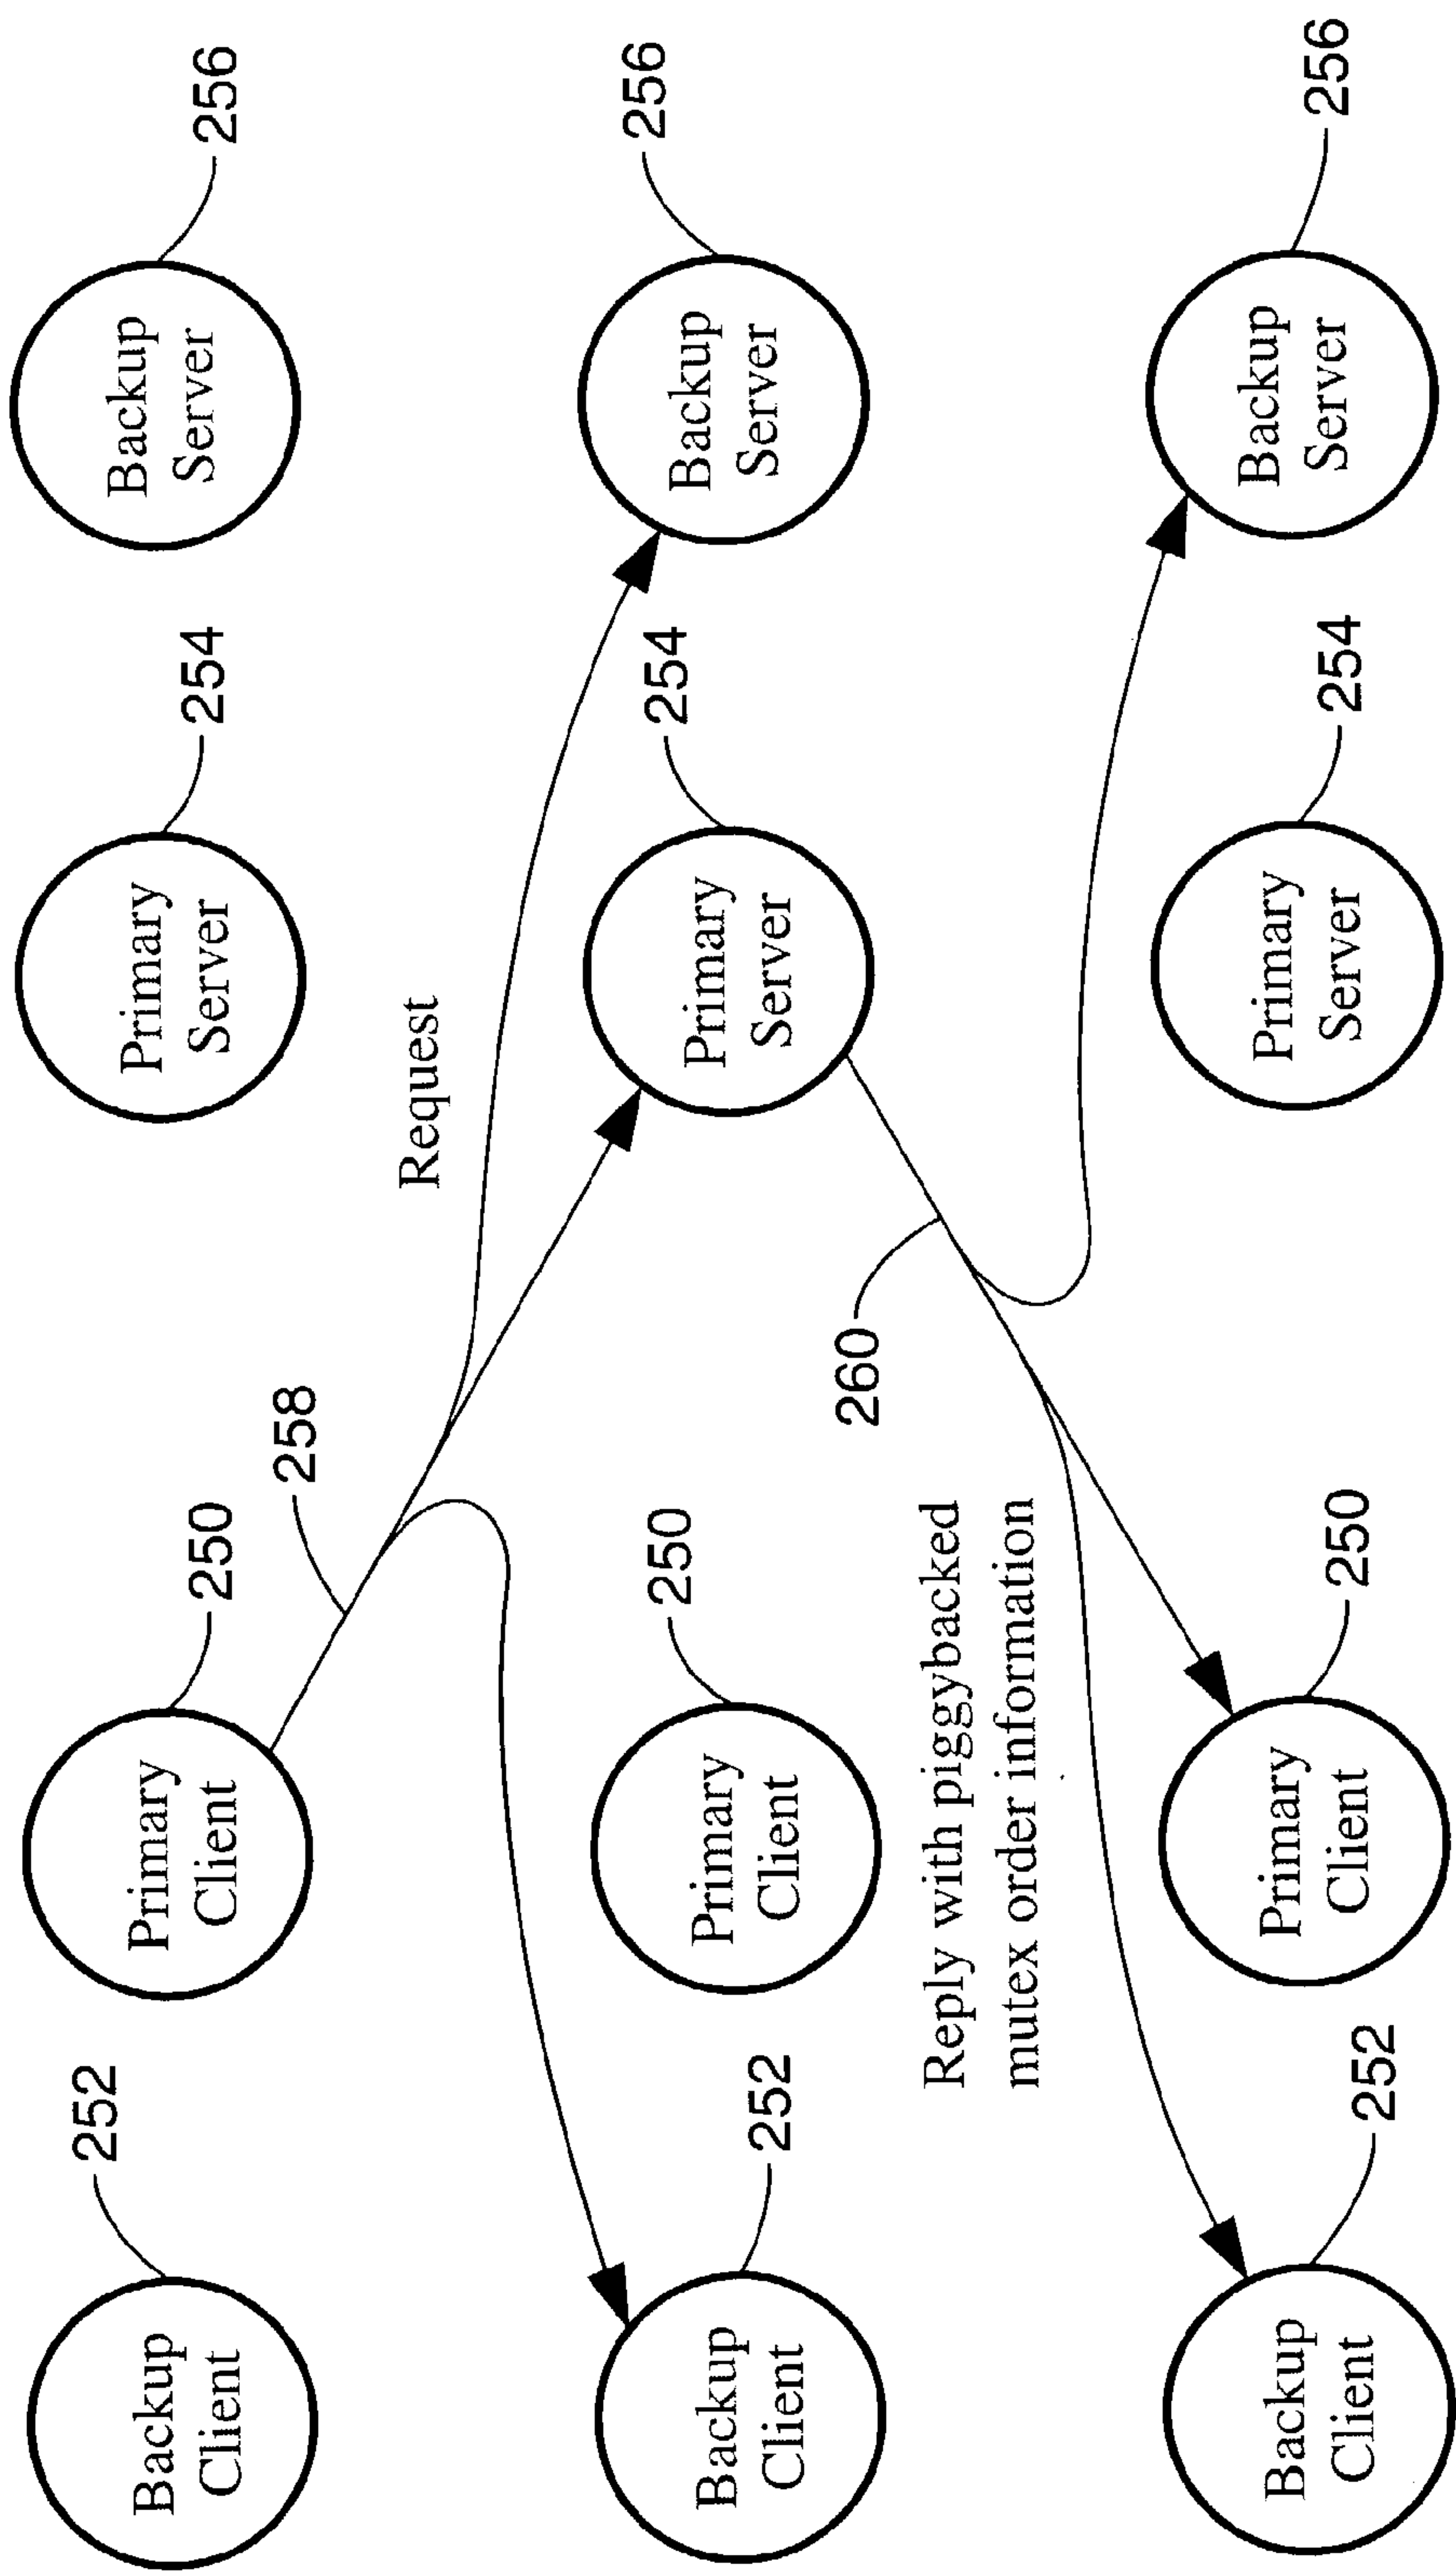 252
250
254
256
Backup
Client
Primary
Client
Primary
Server
Backup
Server
258
Request
252
250
254
256
Backup
Client
Primary
Client
Primary
Server
Backup
Server
260
Reply with piggybacked
mutex order information
252
250
254
256
Backup
Client
Primary
Client
Primary
Server
Backup
Server